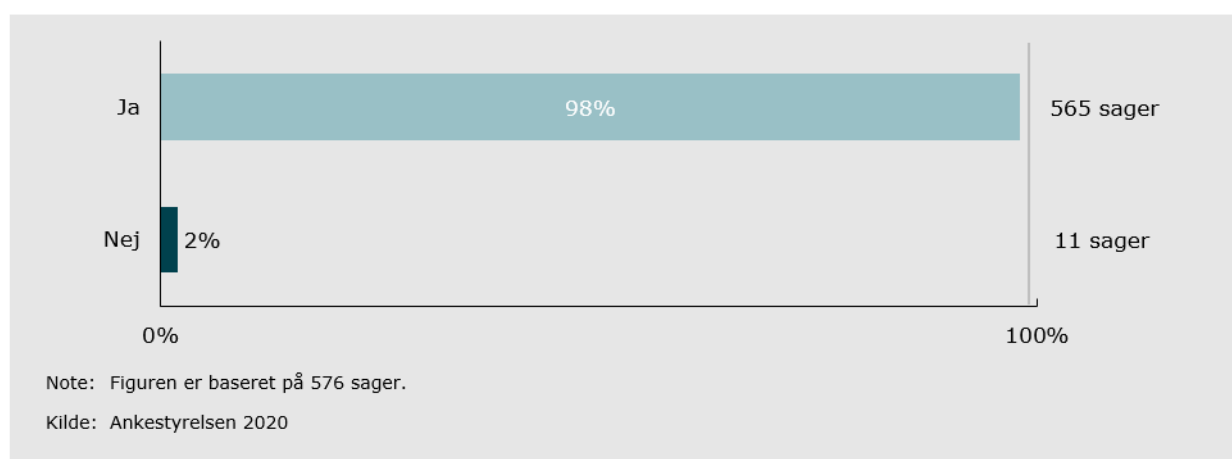 Ja 98% 565 sager
Nej 2% 11 sager
0% 100%
Note: Figuren er baseret på 576 sager.
Kilde: Ankestyrelsen 2020